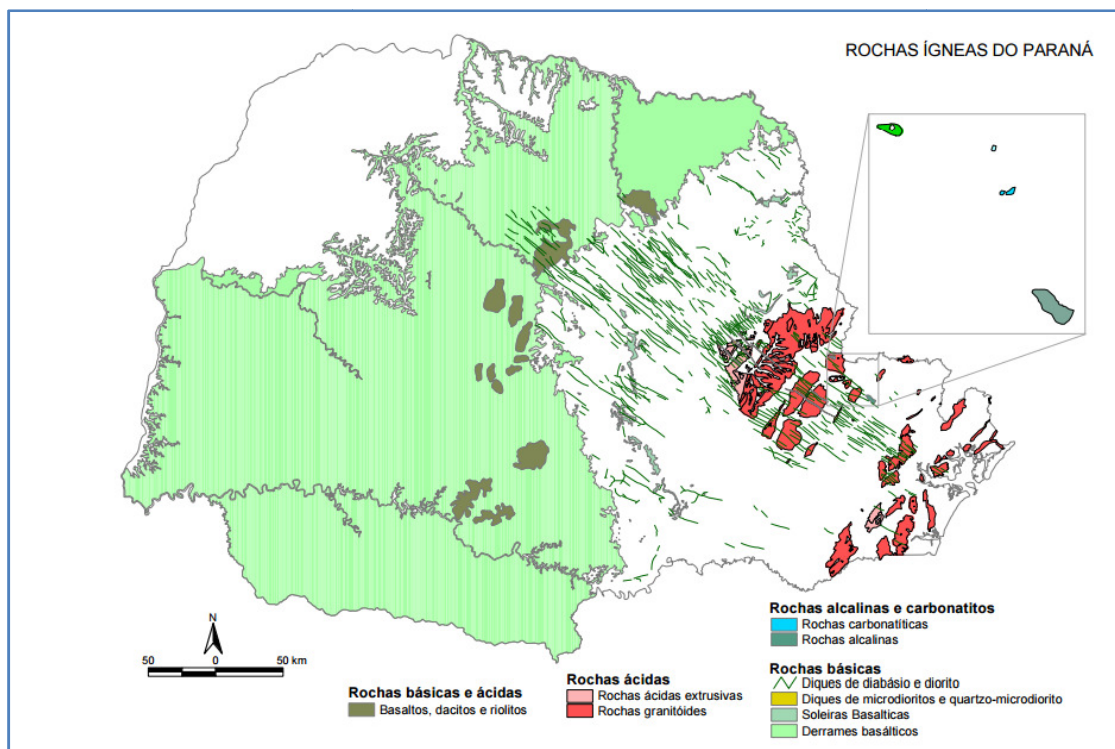 ROCHAS ÍGNEAS DO PARANÁ
N
50 0 50 km
Rochas básicas e ácidas
Basaltos, dacitos e riolitos
Rochas ácidas
Rochas ácidas extrusivas
Rochas granitóides
Rochas alcalinas e carbonatitos
Rochas carbonatíticas
Rochas alcalinas
Rochas básicas
Diques de diabásio e diorito
Diques de microdioritos e quartzo-microdiorito
Soleiras Basalticas
Derrames basálticos